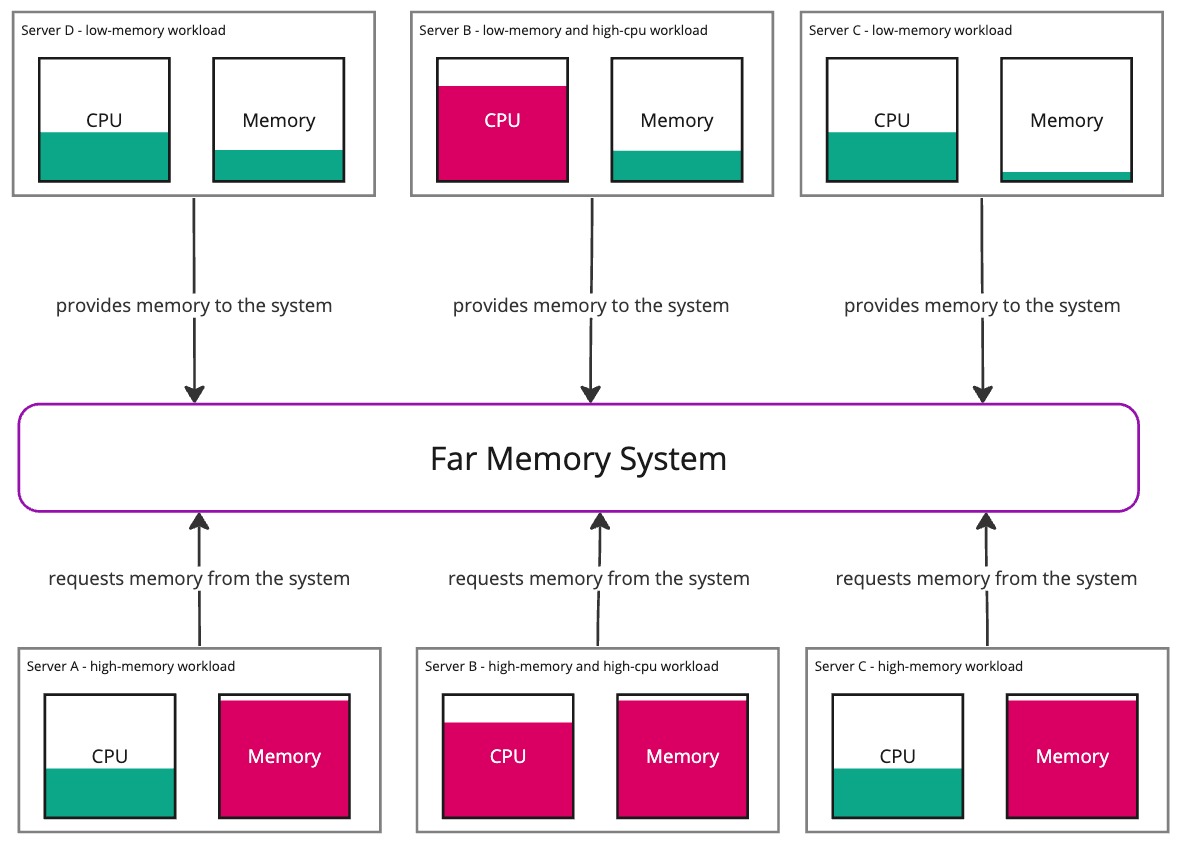 Server D - low-memory workload
CPU
Memory
Server B - low-memory and high-cpu workload
CPU
Memory
Server C - low-memory workload
CPU
Memory
provides memory to the system
provides memory to the system
provides memory to the system
Far Memory System
requests memory from the system
requests memory from the system
requests memory from the system
Server A - high-memory workload
CPU
Memory
Server B - high-memory and high-cpu workload
CPU
Memory
Server C - high-memory workload
CPU
Memory